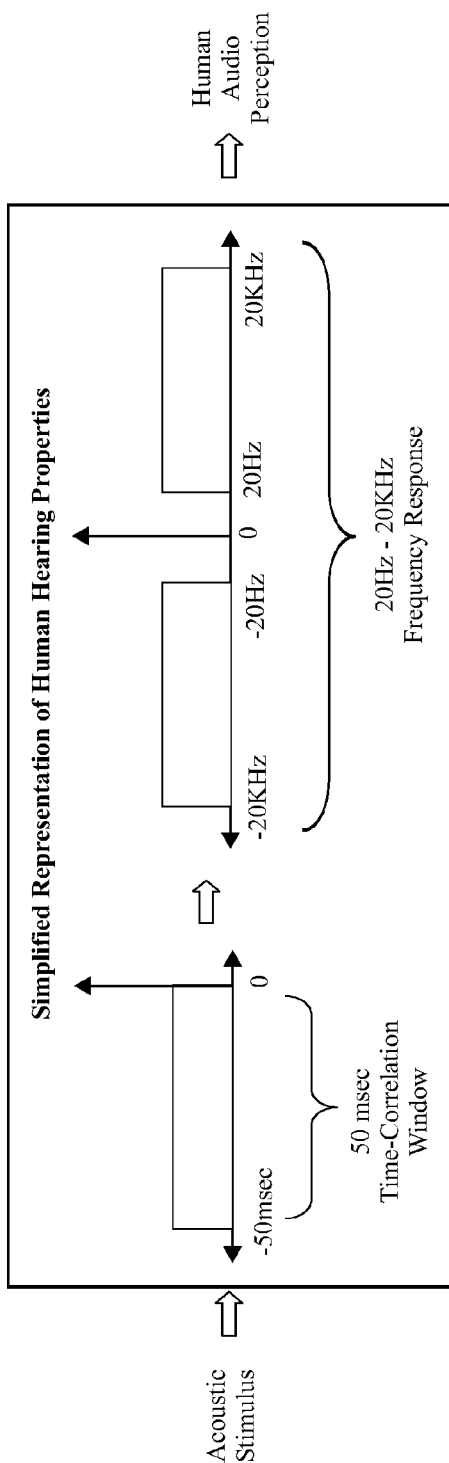 Simplified Representation of Human Hearing Properties
Acoustic
Stimulus
-50msec
0
50 msec
Time-Correlation
Window
-20KHz
-20Hz
0
20Hz
20KHz
20Hz - 20KHz
Frequency Response
Human
Audio
Perception